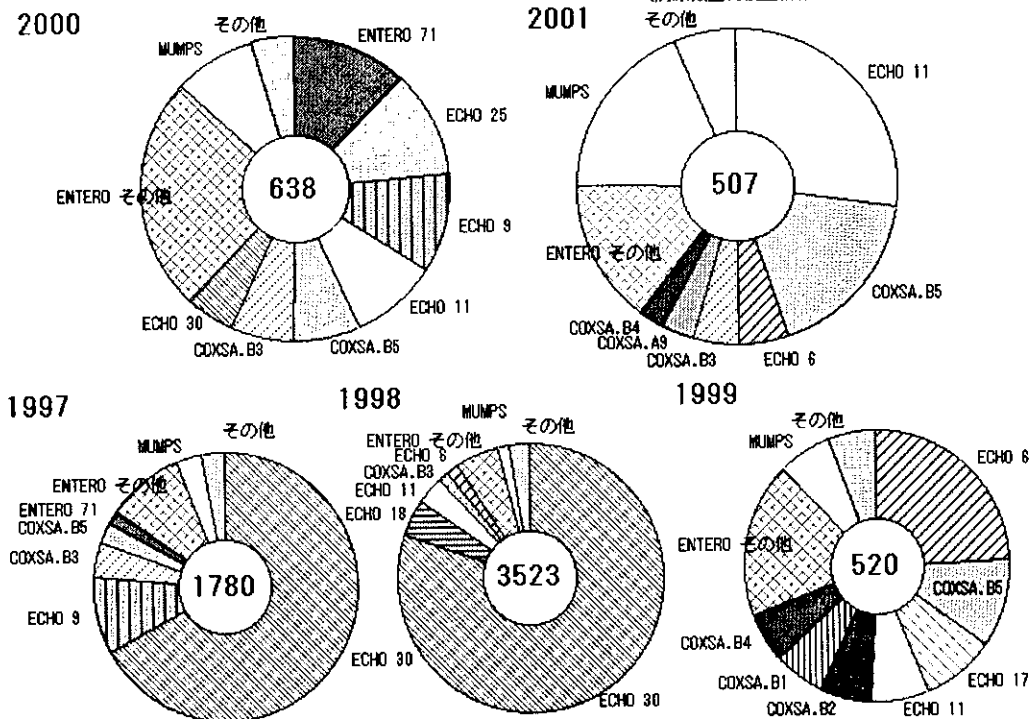 2000
その他
MUMPS
ENTERO 71
ECHO 25
638
ENTERO その他
ECHO 9
ECHO 11
ECHO 30
COXSA.B3
COXSA.B5
2001
その他
MUMPS
ECHO 11
507
ENTERO その他
COXSA.B5
COXSA.B4
COXSA.A9
COXSA.B3
ECHO 6
1997
その他
MUMPS
ENTERO その他
ENTERO 71
COXSA.B5
COXSA.B3
1780
ECHO 9
ECHO 30
1998
MUMPS
その他
ENTERO その他
ECHO 6
COXSA.B3
ECHO 11
ECHO 18
3523
ECHO 30
1999
その他
MUMPS
ECHO 6
ENTERO その他
520
COXSA.B5
COXSA.B4
ECHO 17
COXSA.B1
COXSA.B2
ECHO 11